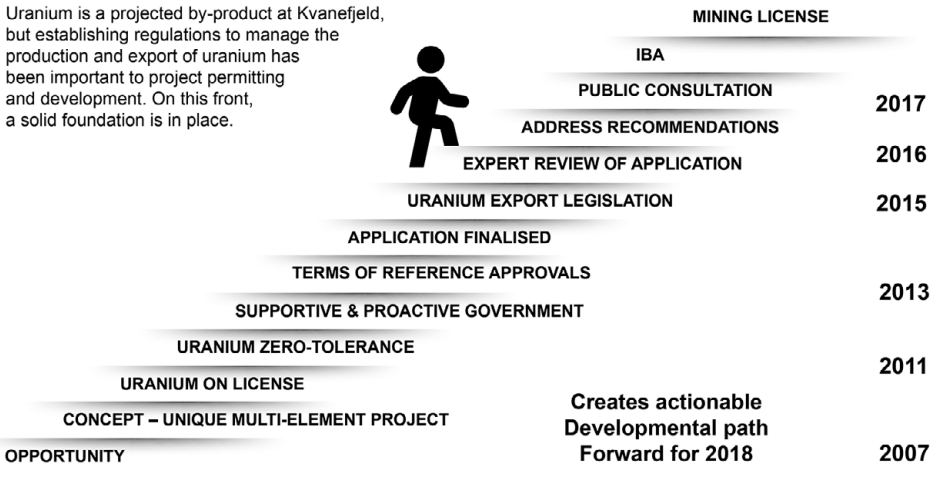 Uranium is a projected by-product at Kvanefjeld,
but establishing regulations to manage the
production and export of uranium has
been important to project permitting
and development. On this front,
a solid foundation is in place.
MINING LICENSE
IBA
PUBLIC CONSULTATION
2017
ADDRESS RECOMMENDATIONS
2016
EXPERT REVIEW OF APPLICATION
URANIUM EXPORT LEGISLATION
2015
APPLICATION FINALISED
TERMS OF REFERENCE APPROVALS
2013
SUPPORTIVE & PROACTIVE GOVERNMENT
URANIUM ZERO-TOLERANCE
2011
URANIUM ON LICENSE
CONCEPT – UNIQUE MULTI-ELEMENT PROJECT
OPPORTUNITY
Creates actionable
Developmental path
Forward for 2018
2007